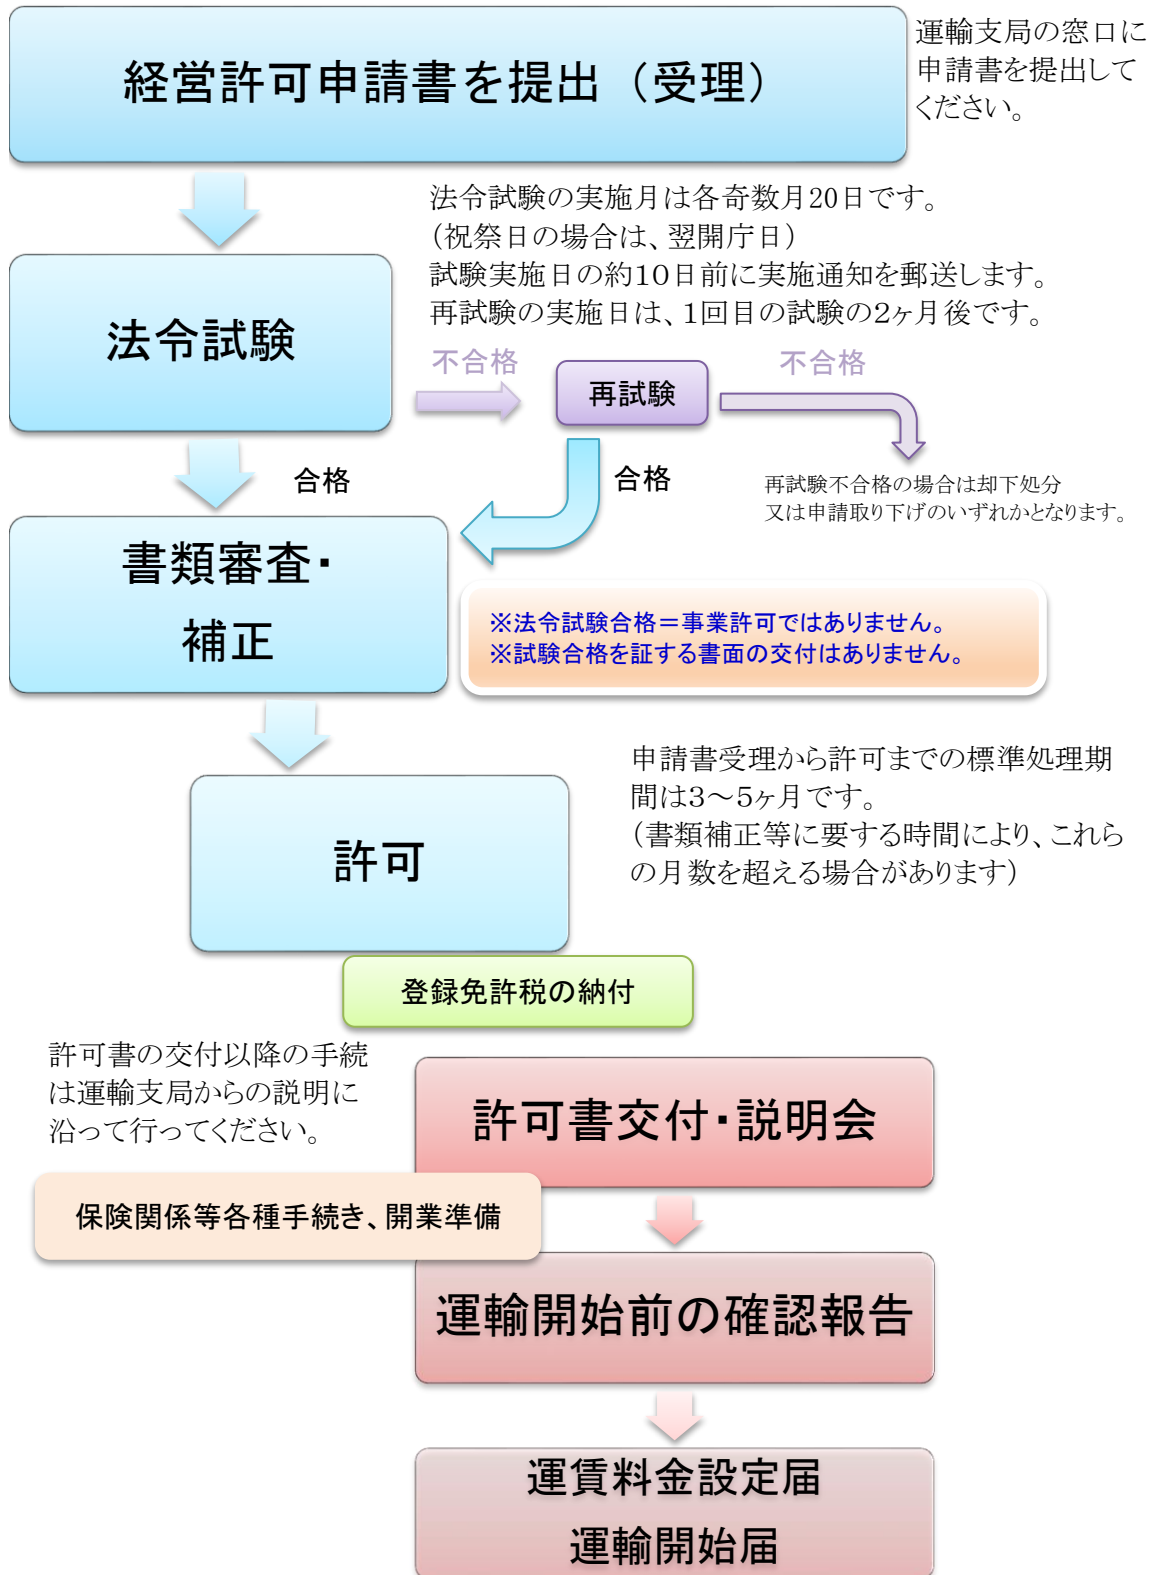 経営許可申請書を提出（受理）
運輸支局の窓口に
申請書を提出して
ください。
法令試験の実施月は各奇数月20日です。
（祝祭日の場合は、翌開庁日）
試験実施日の約１０日前に実施通知を郵送します。
再試験の実施日は、１回目の試験の２ヶ月後です。
法令試験
不合格
再試験
不合格
合格
合格
再試験不合格の場合は却下処分
又は申請取り下げのいずれかとなります。
書類審査・
補正
※法令試験合格＝事業許可ではありません。
※試験合格を証する書面の交付はありません。
申請書受理から許可までの標準処理期
間は３～５ヶ月です。
（書類補正等に要する時間により、これら
の月数を超える場合があります）
許可
登録免許税の納付
許可書の交付以降の手続
は運輸支局からの説明に
沿って行ってください。
許可書交付・説明会
保険関係等各種手続き、開業準備
運輸開始前の確認報告
運賃料金設定届
運輸開始届